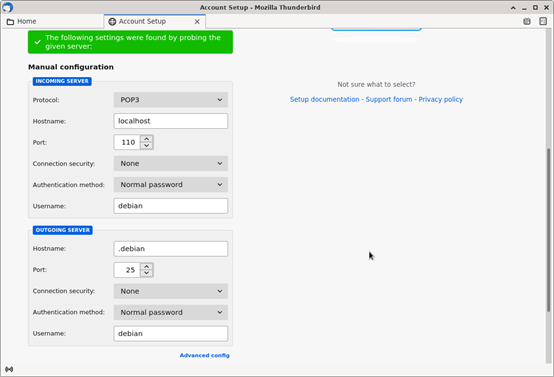 Account Setup - Mozilla Thunderbird
Home
Account Setup
The following settings were found by probing the
given server:
Manual configuration
INCOMING SERVER
Protocol: POP3
Hostname: localhost
Port: 110
Connection security: None
Authentication method: Normal password
Username: debian
OUTGOING SERVER
Hostname: .debian
Port: 25
Connection security: None
Authentication method: Normal password
Username: debian
Advanced config
Not sure what to select?
Setup documentation - Support forum - Privacy policy